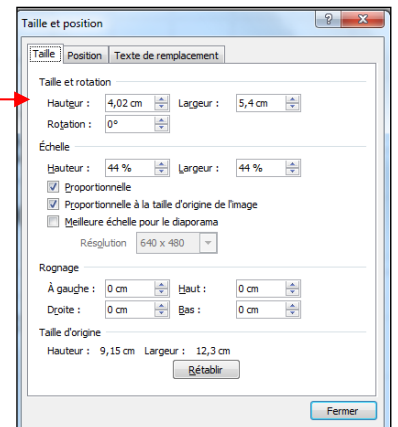 Taille et position
Taille Position Texte de remplacement
Taille et rotation
Hauteur : 4,02 cm Largeur : 5,4 cm
Rotation : 0°
Échelle
Hauteur : 44 % Largeur : 44 %
Proportionnelle
Proportionnelle à la taille d'origine de l'image
Meilleure échelle pour le diaporama
Résolution 640 x 480
Rognage
À gauche : 0 cm Haut : 0 cm
Droite : 0 cm Bas : 0 cm
Taille d'origine
Hauteur : 9,15 cm Largeur : 12,3 cm
Rétablir
Fermer